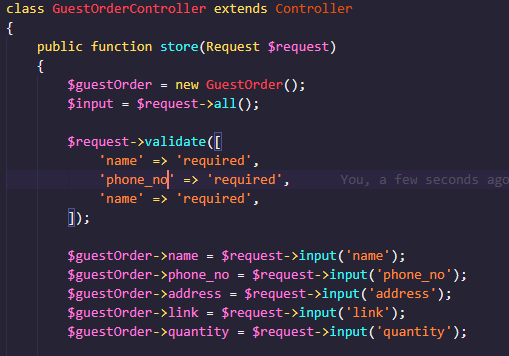 class GuestOrderController extends Controller
{
    public function store(Request $request)
    {
        $guestOrder = new GuestOrder();
        $input = $request->all();

        $request->validate([
            'name' => 'required',
            'phone_no' => 'required',     You, a few seconds ago
            'name' => 'required',
        ]);

        $guestOrder->name = $request->input('name');
        $guestOrder->phone_no = $request->input('phone_no');
        $guestOrder->address = $request->input('address');
        $guestOrder->link = $request->input('link');
        $guestOrder->quantity = $request->input('quantity');